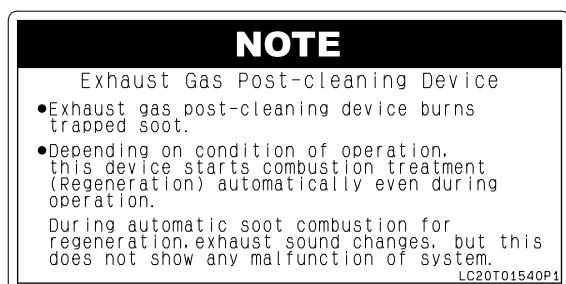 NOTE
Exhaust Gas Post-cleaning Device
●Exhaust gas post-cleaning device burns
trapped soot.
●Depending on condition of operation,
this device starts combustion treatment
(Regeneration) automatically even during
operation.
During automatic soot combustion for
regeneration, exhaust sound changes, but this
does not show any malfunction of system.
LC20T01540P1